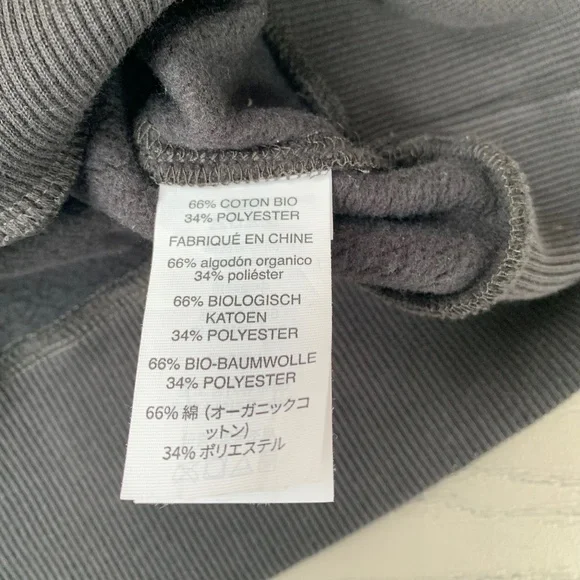 66% COTON BIO
34% POLYESTER
FABRIQUÉ EN CHINE
66% algodón organico
34% poliéster
66% BIOLOGISCH
KATOEN
34% POLYESTER
66% BIO-BAUMWOLLE
34% POLYESTER
66% 綿 (オーガニックコ
ットン)
34% ポリエステル